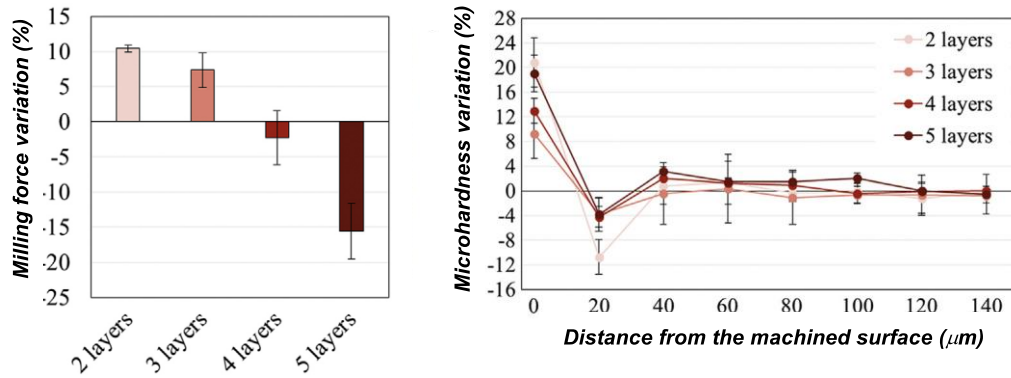 Milling force variation (%)
15
10
5
0
-5
-10
-15
-20
-25
2 layers
3 layers
4 layers
5 layers
Microhardness variation (%)
28
24
20
16
12
8
4
0
-4
-8
-12
-16
2 layers
3 layers
4 layers
5 layers
0 20 40 60 80 100 120 140
Distance from the machined surface (μm)